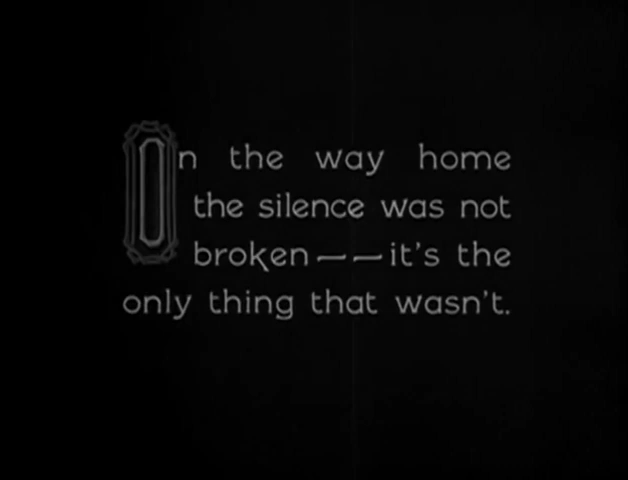 On the way home
the silence was not
broken — — it's the
only thing that wasn't.